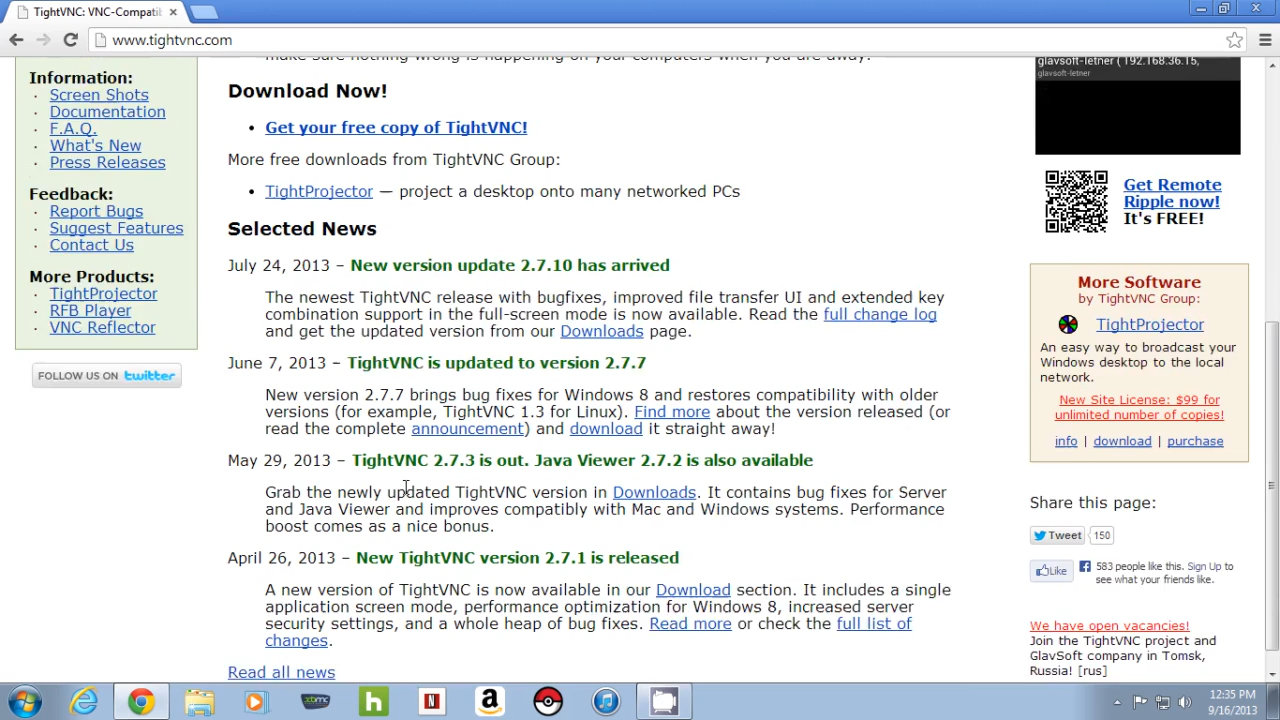 TightVNC: VNC-Compatib
www.tightvnc.com
Information:
Screen Shots
Documentation
F.A.Q.
What's New
Press Releases
Feedback:
Report Bugs
Suggest Features
Contact Us
More Products:
TightProjector
RFB Player
VNC Reflector
FOLLOW US ON twitter
make sure nothing wrong is happening on your computers when you are away.
Download Now!
Get your free copy of TightVNC!
More free downloads from TightVNC Group:
TightProjector — project a desktop onto many networked PCs
Selected News
July 24, 2013 – New version update 2.7.10 has arrived
The newest TightVNC release with bugfixes, improved file transfer UI and extended key
combination support in the full-screen mode is now available. Read the full change log
and get the updated version from our Downloads page.
June 7, 2013 – TightVNC is updated to version 2.7.7
New version 2.7.7 brings bug fixes for Windows 8 and restores compatibility with older
versions (for example, TightVNC 1.3 for Linux). Find more about the version released (or
read the complete announcement) and download it straight away!
May 29, 2013 – TightVNC 2.7.3 is out. Java Viewer 2.7.2 is also available
Grab the newly updated TightVNC version in Downloads. It contains bug fixes for Server
and Java Viewer and improves compatibly with Mac and Windows systems. Performance
boost comes as a nice bonus.
April 26, 2013 – New TightVNC version 2.7.1 is released
A new version of TightVNC is now available in our Download section. It includes a single
application screen mode, performance optimization for Windows 8, increased server
security settings, and a whole heap of bug fixes. Read more or check the full list of
changes.
Read all news
glavsoft-letner ( 192.168.36.15,
glavsoft-letner
Get Remote
Ripple now!
It's FREE!
More Software
by TightVNC Group:
TightProjector
An easy way to broadcast your
Windows desktop to the local
network.
New Site License: $99 for
unlimited number of copies!
info | download | purchase
Share this page:
Tweet 150
Like 583 people like this. Sign Up to
see what your friends like.
We have open vacancies!
Join the TightVNC project and
GlavSoft company in Tomsk,
Russia! [rus]
xbmc
h
N
a
12:35 PM
9/16/2013